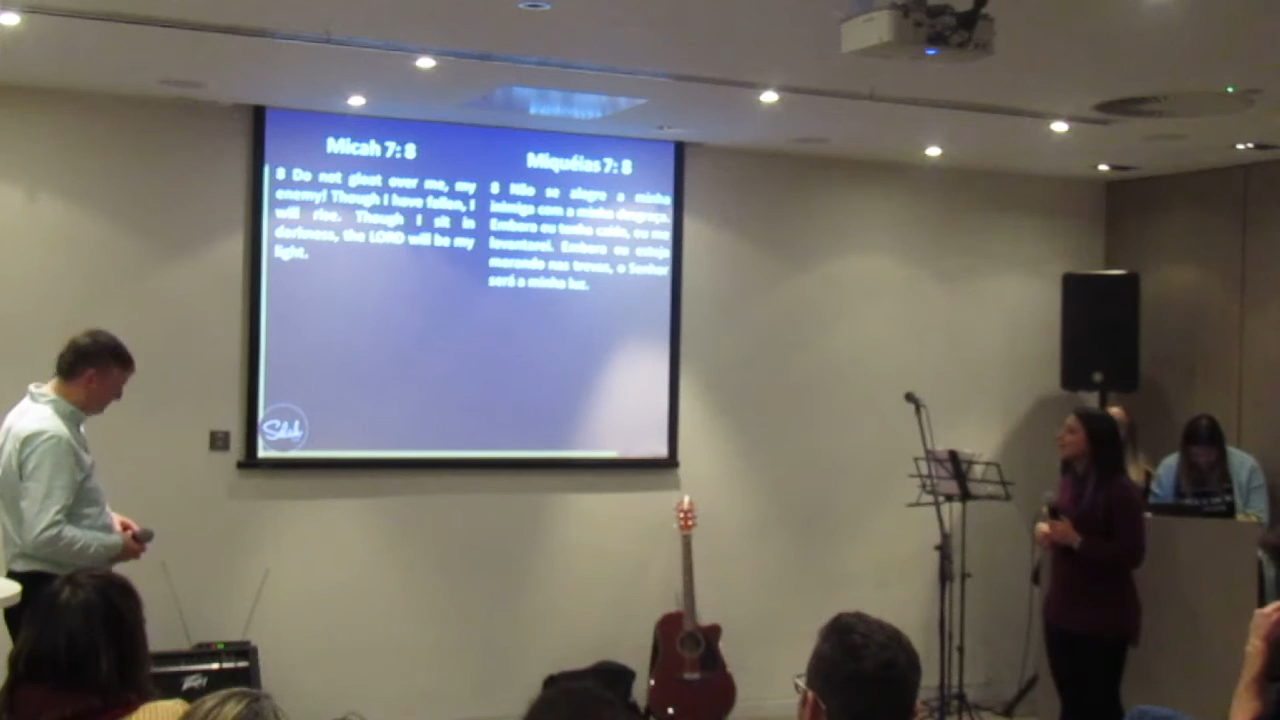 Micah 7: 8
8 Do not gloat over me, my
enemy! Though I have fallen, I
will rise. Though I sit in
darkness, the LORD will be my
light.
Miquéias 7: 8
8 Não se alegre a minha
inimiga com a minha desgraça.
Embora eu tenha caído, eu me
levantarei. Embora eu esteja
morando nas trevas, o Senhor
será a minha luz.
Selah
PEAVEY